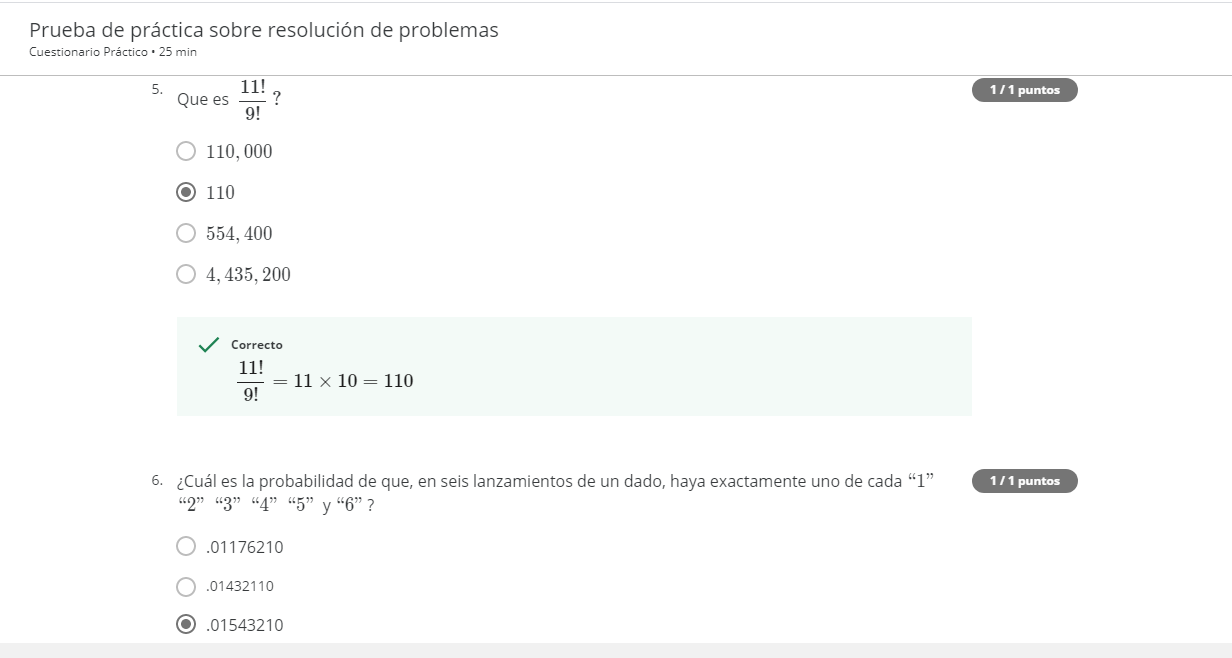 Prueba de práctica sobre resolución de problemas
Cuestionario Práctico • 25 min
5. Que es 11!/9! ? 1 / 1 puntos
110,000
110
554,400
4,435,200
Correcto
11!/9! = 11 × 10 = 110
6. ¿Cuál es la probabilidad de que, en seis lanzamientos de un dado, haya exactamente uno de cada “1” 1 / 1 puntos
“2” “3” “4” “5” y “6” ?
.01176210
.01432110
.01543210